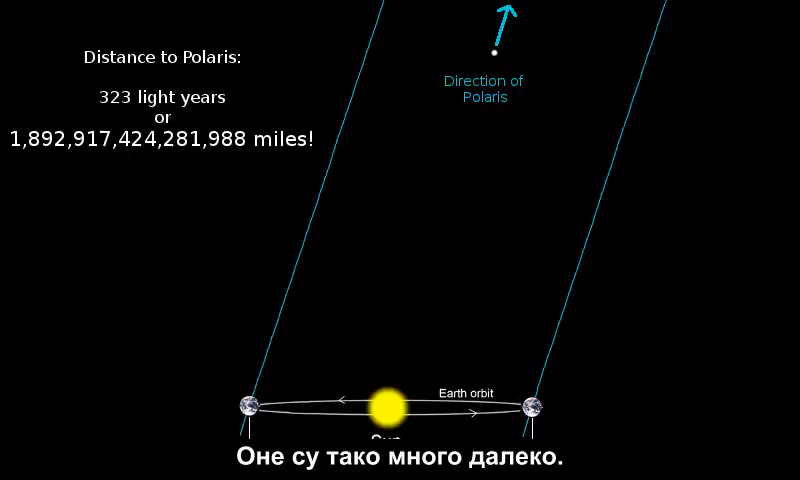 Distance to Polaris:
323 light years
or
1,892,917,424,281,988 miles!
Direction of
Polaris
Earth orbit
Оне су тако много далеко.